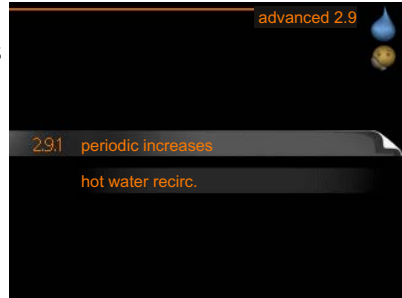 advanced 2.9
2.9.1 periodic increases
hot water recirc.